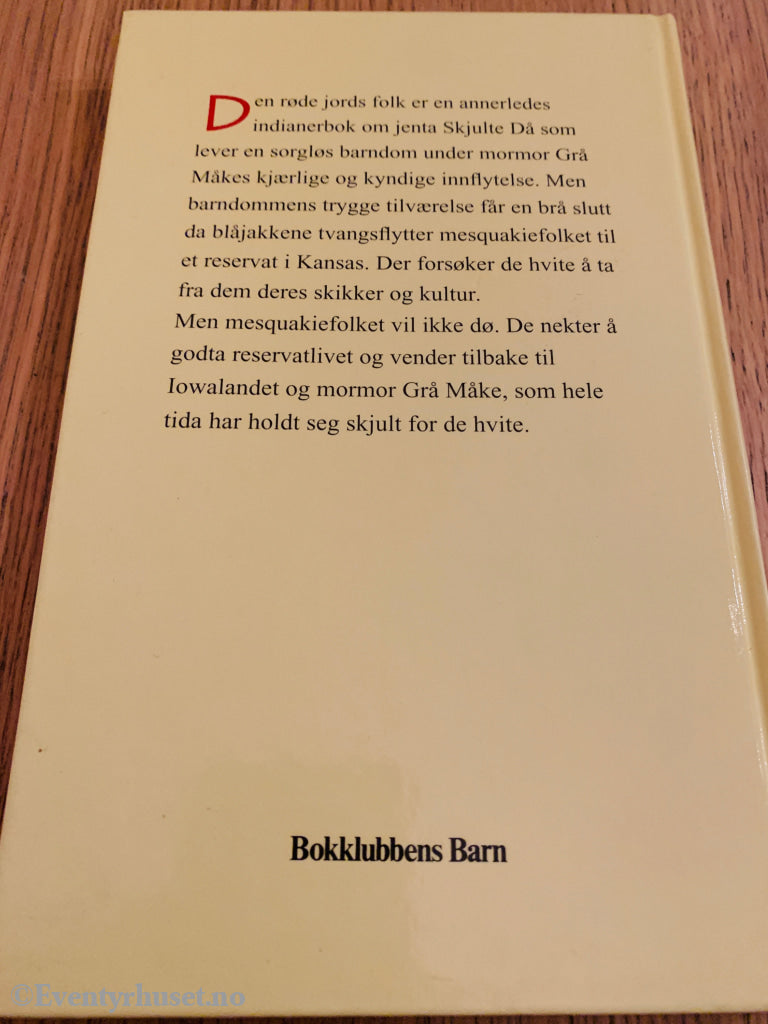 Den røde jords folk er en annerledes
indianerbok om jenta Skjulte Då som
lever en sorgløs barndom under mormor Grå
Måkes kjærlige og kyndige innflytelse. Men
barndommens trygge tilværelse får en brå slutt
da blåjakkene tvangsflytter mesquakiefolket til
et reservat i Kansas. Der forsøker de hvite å ta
fra dem deres skikker og kultur.
Men mesquakiefolket vil ikke dø. De nekter å
godta reservatlivet og vender tilbake til
Iowalandet og mormor Grå Måke, som hele
tida har holdt seg skjult for de hvite.
Bokklubbens Barn
©Eventyrhuset.no